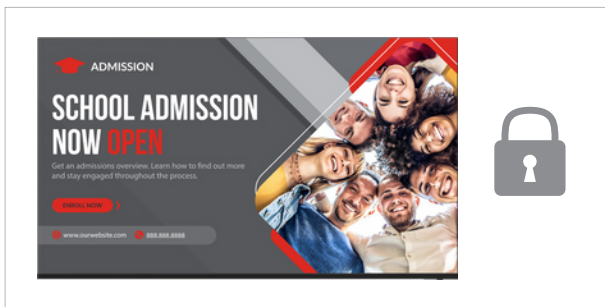 ADMISSION
SCHOOL ADMISSION
NOW OPEN
Get an admissions overview. Learn how to find out more
and stay engaged throughout the process.
ENROLL NOW
www.ourwebsite.com 888.888.8888